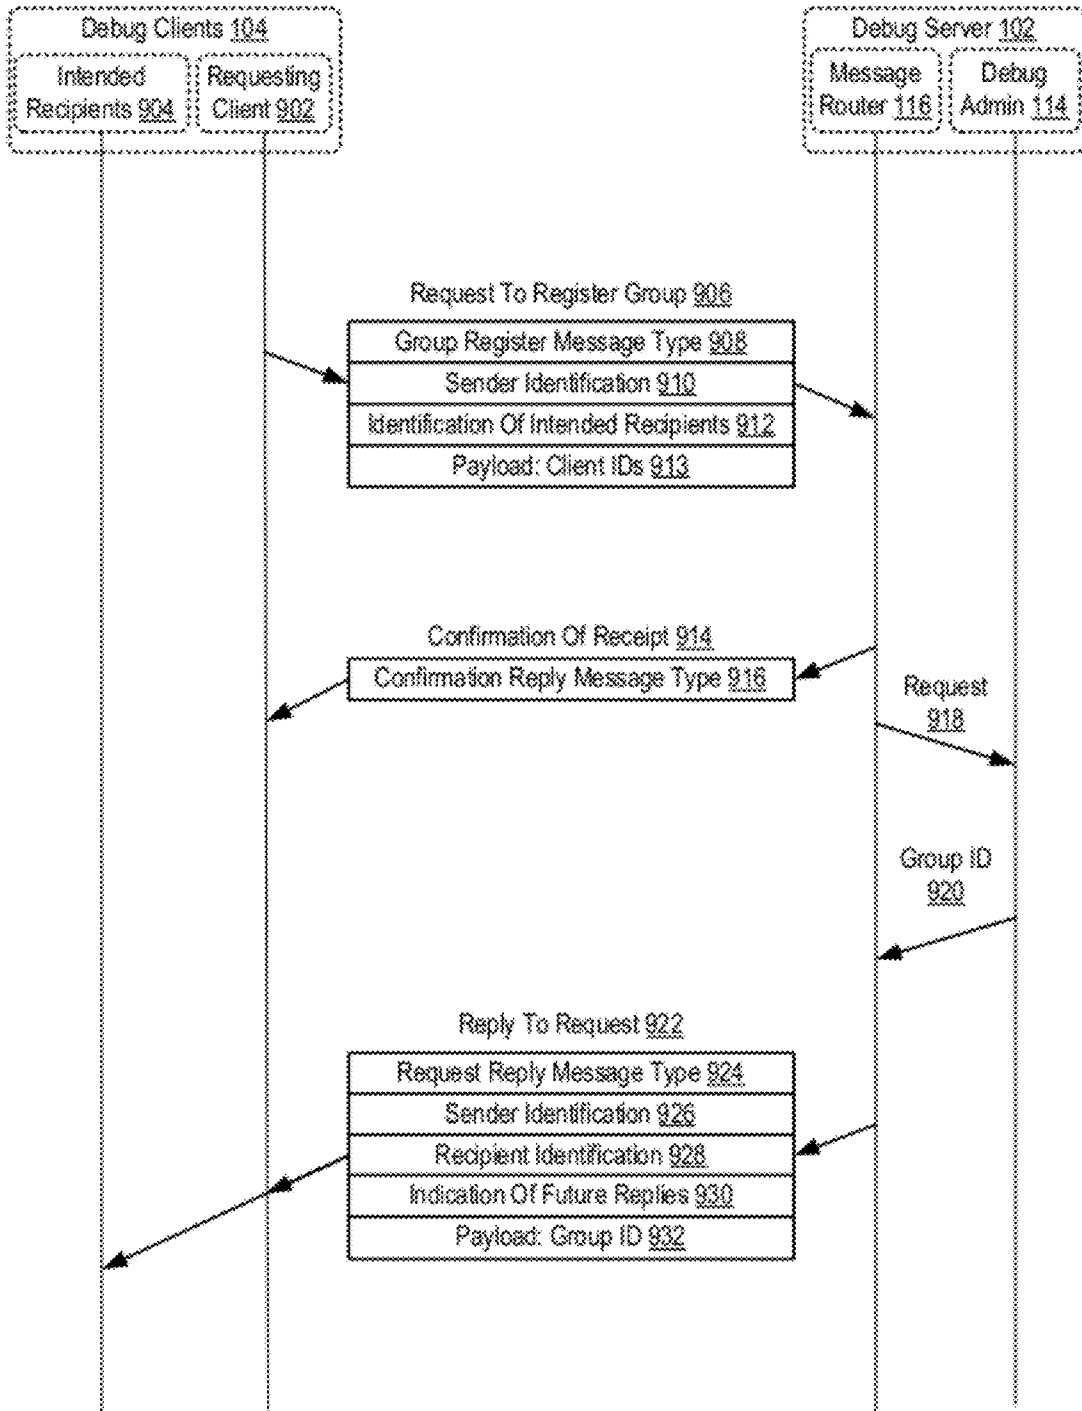 Debug Clients 104
Intended
Recipients 904
Requesting
Client 902
Debug Server 102
Message
Router 116
Debug
Admin 114
Request To Register Group 906
Group Register Message Type 908
Sender Identification 910
Identification Of Intended Recipients 912
Payload: Client IDs 913
Confirmation Of Receipt 914
Confirmation Reply Message Type 916
Request
918
Group ID
920
Reply To Request 922
Request Reply Message Type 924
Sender Identification 926
Recipient Identification 928
Indication Of Future Replies 930
Payload: Group ID 932